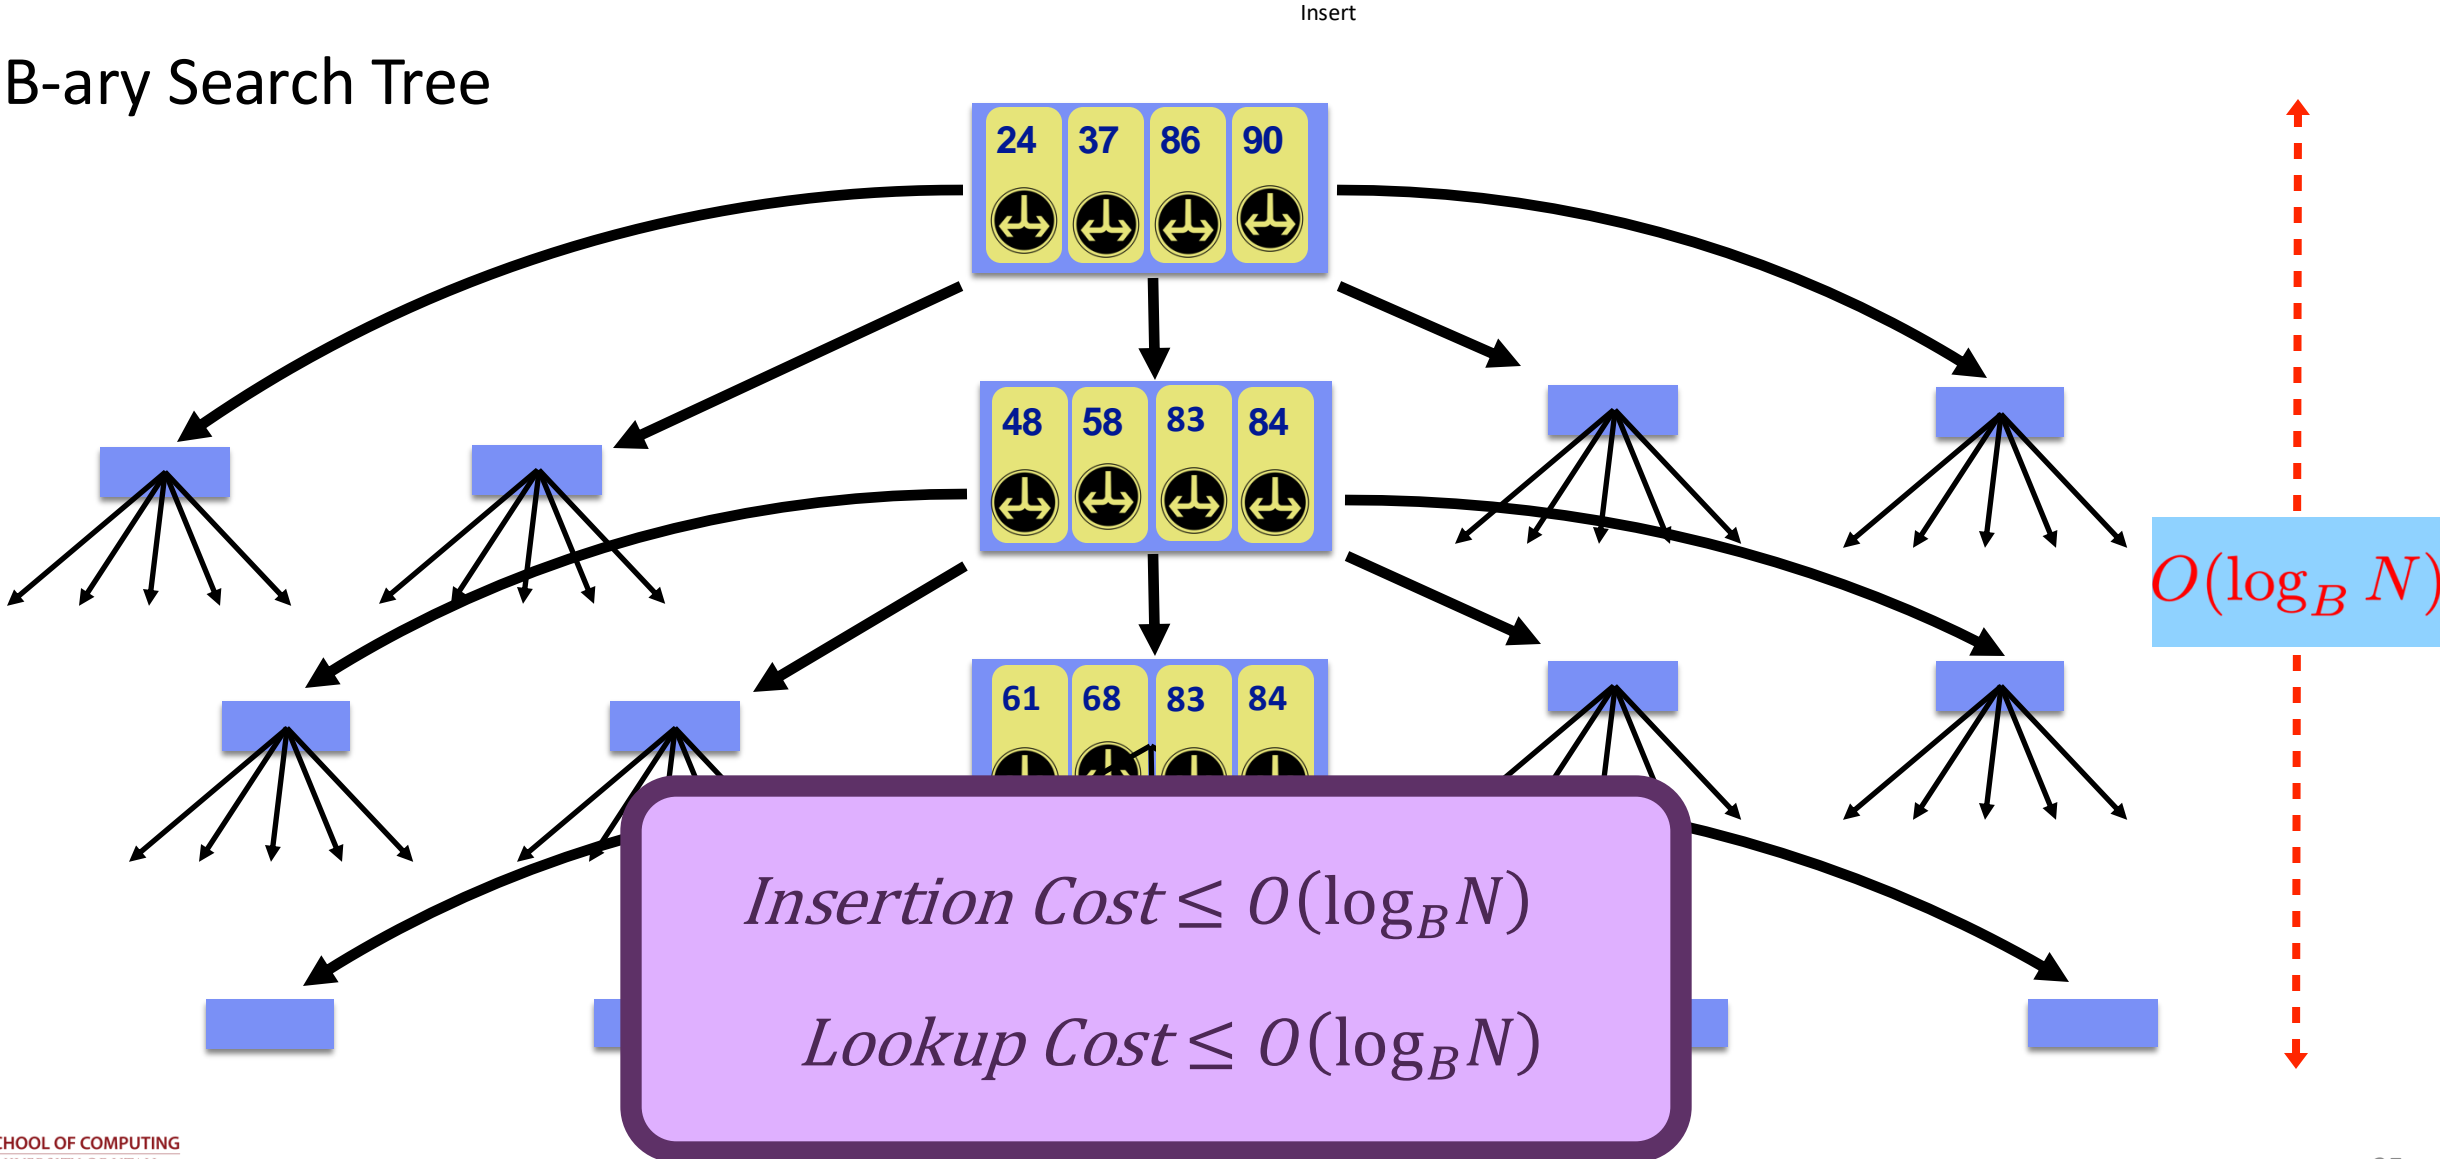 Insert
B-ary Search Tree
24 37 86 90
48 58 83 84
O(log_B N)
61 68 83 84
Insertion Cost ≤ O(log_B N)
Lookup Cost ≤ O(log_B N)
HOOL OF COMPUTING